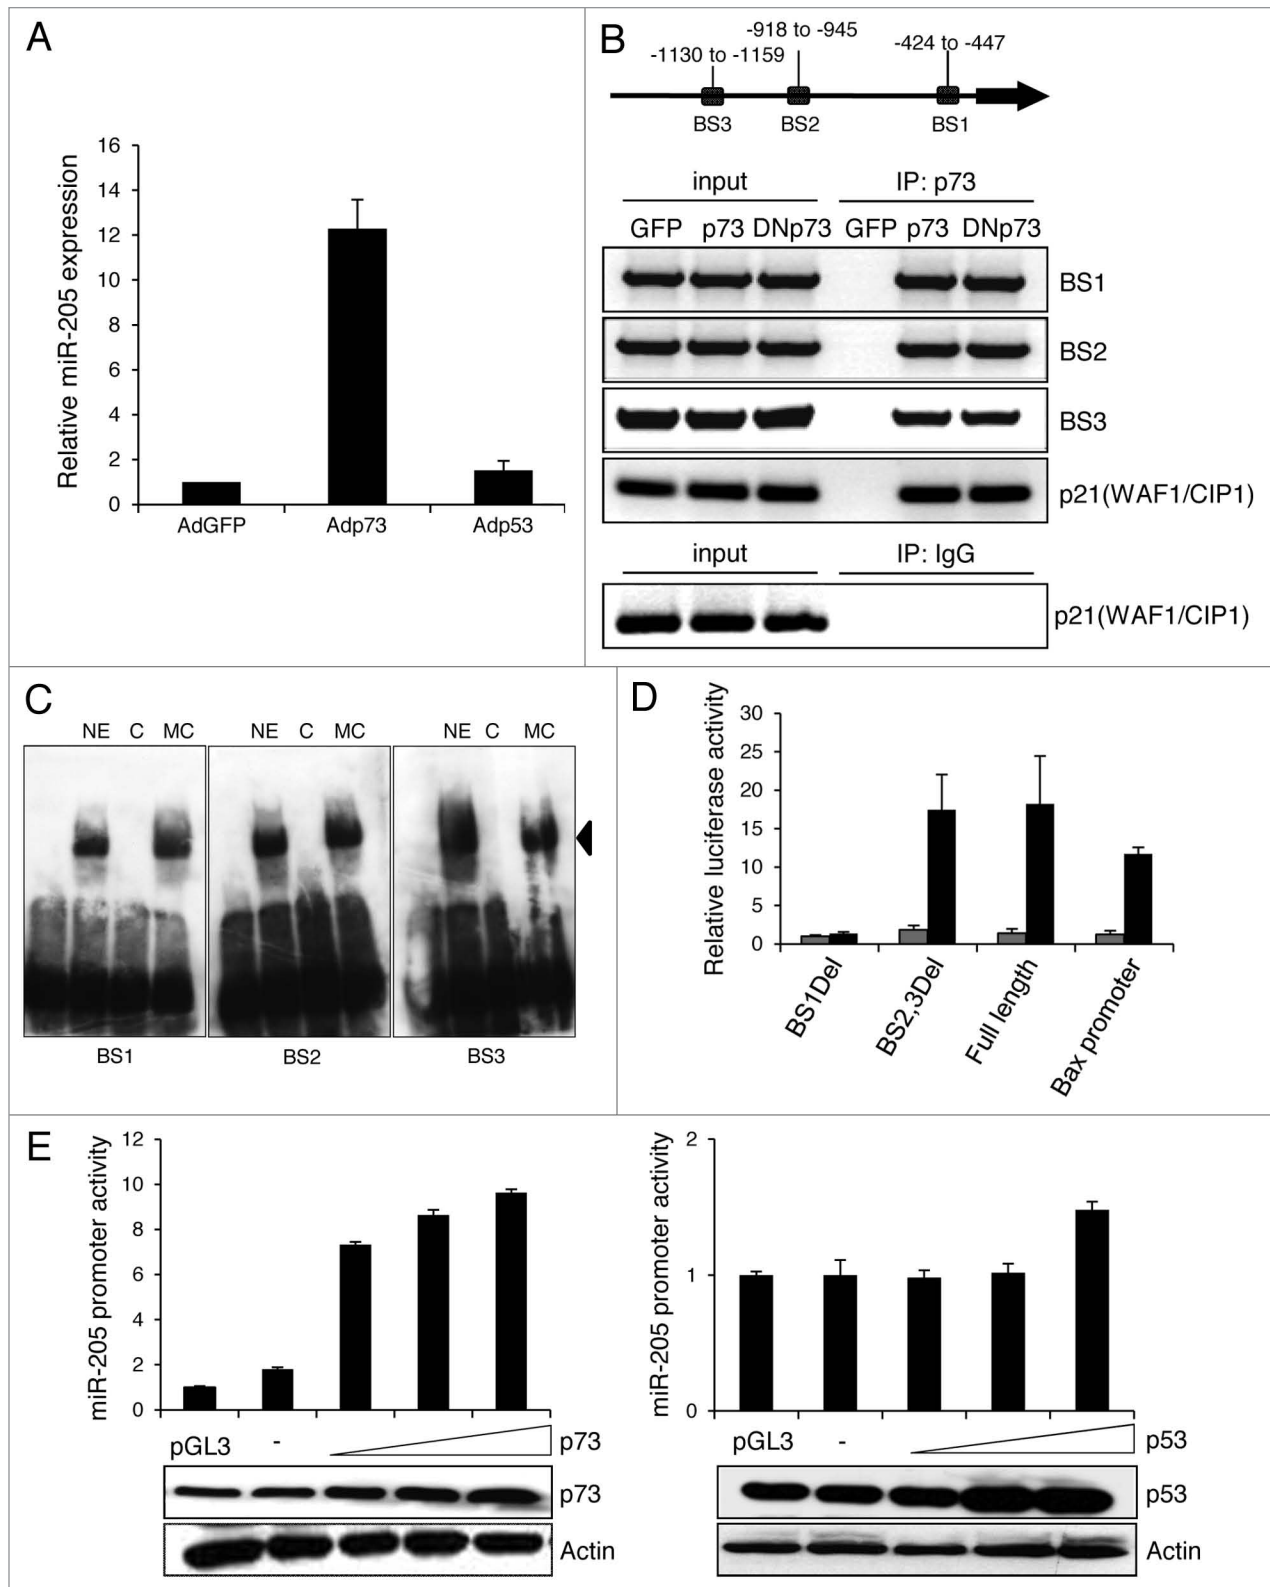 A
Relative miR-205 expression
16
14
12
10
8
6
4
2
0
AdGFP Adp73 Adp53
B
-918 to -945
-1130 to -1159
-424 to -447
BS3 BS2 BS1
input IP: p73
GFP p73 DNp73 GFP p73 DNp73
BS1
BS2
BS3
p21(WAF1/CIP1)
input IP: IgG
p21(WAF1/CIP1)
C
NE C MC NE C MC NE C MC
BS1 BS2 BS3
D
Relative luciferase activity
30
25
20
15
10
5
0
BS1Del
BS2,3Del
Full length
Bax promoter
E
miR-205 promoter activity
12
10
8
6
4
2
0
pGL3 - p73
p73
Actin
miR-205 promoter activity
2
1
0
pGL3 - p53
p53
Actin